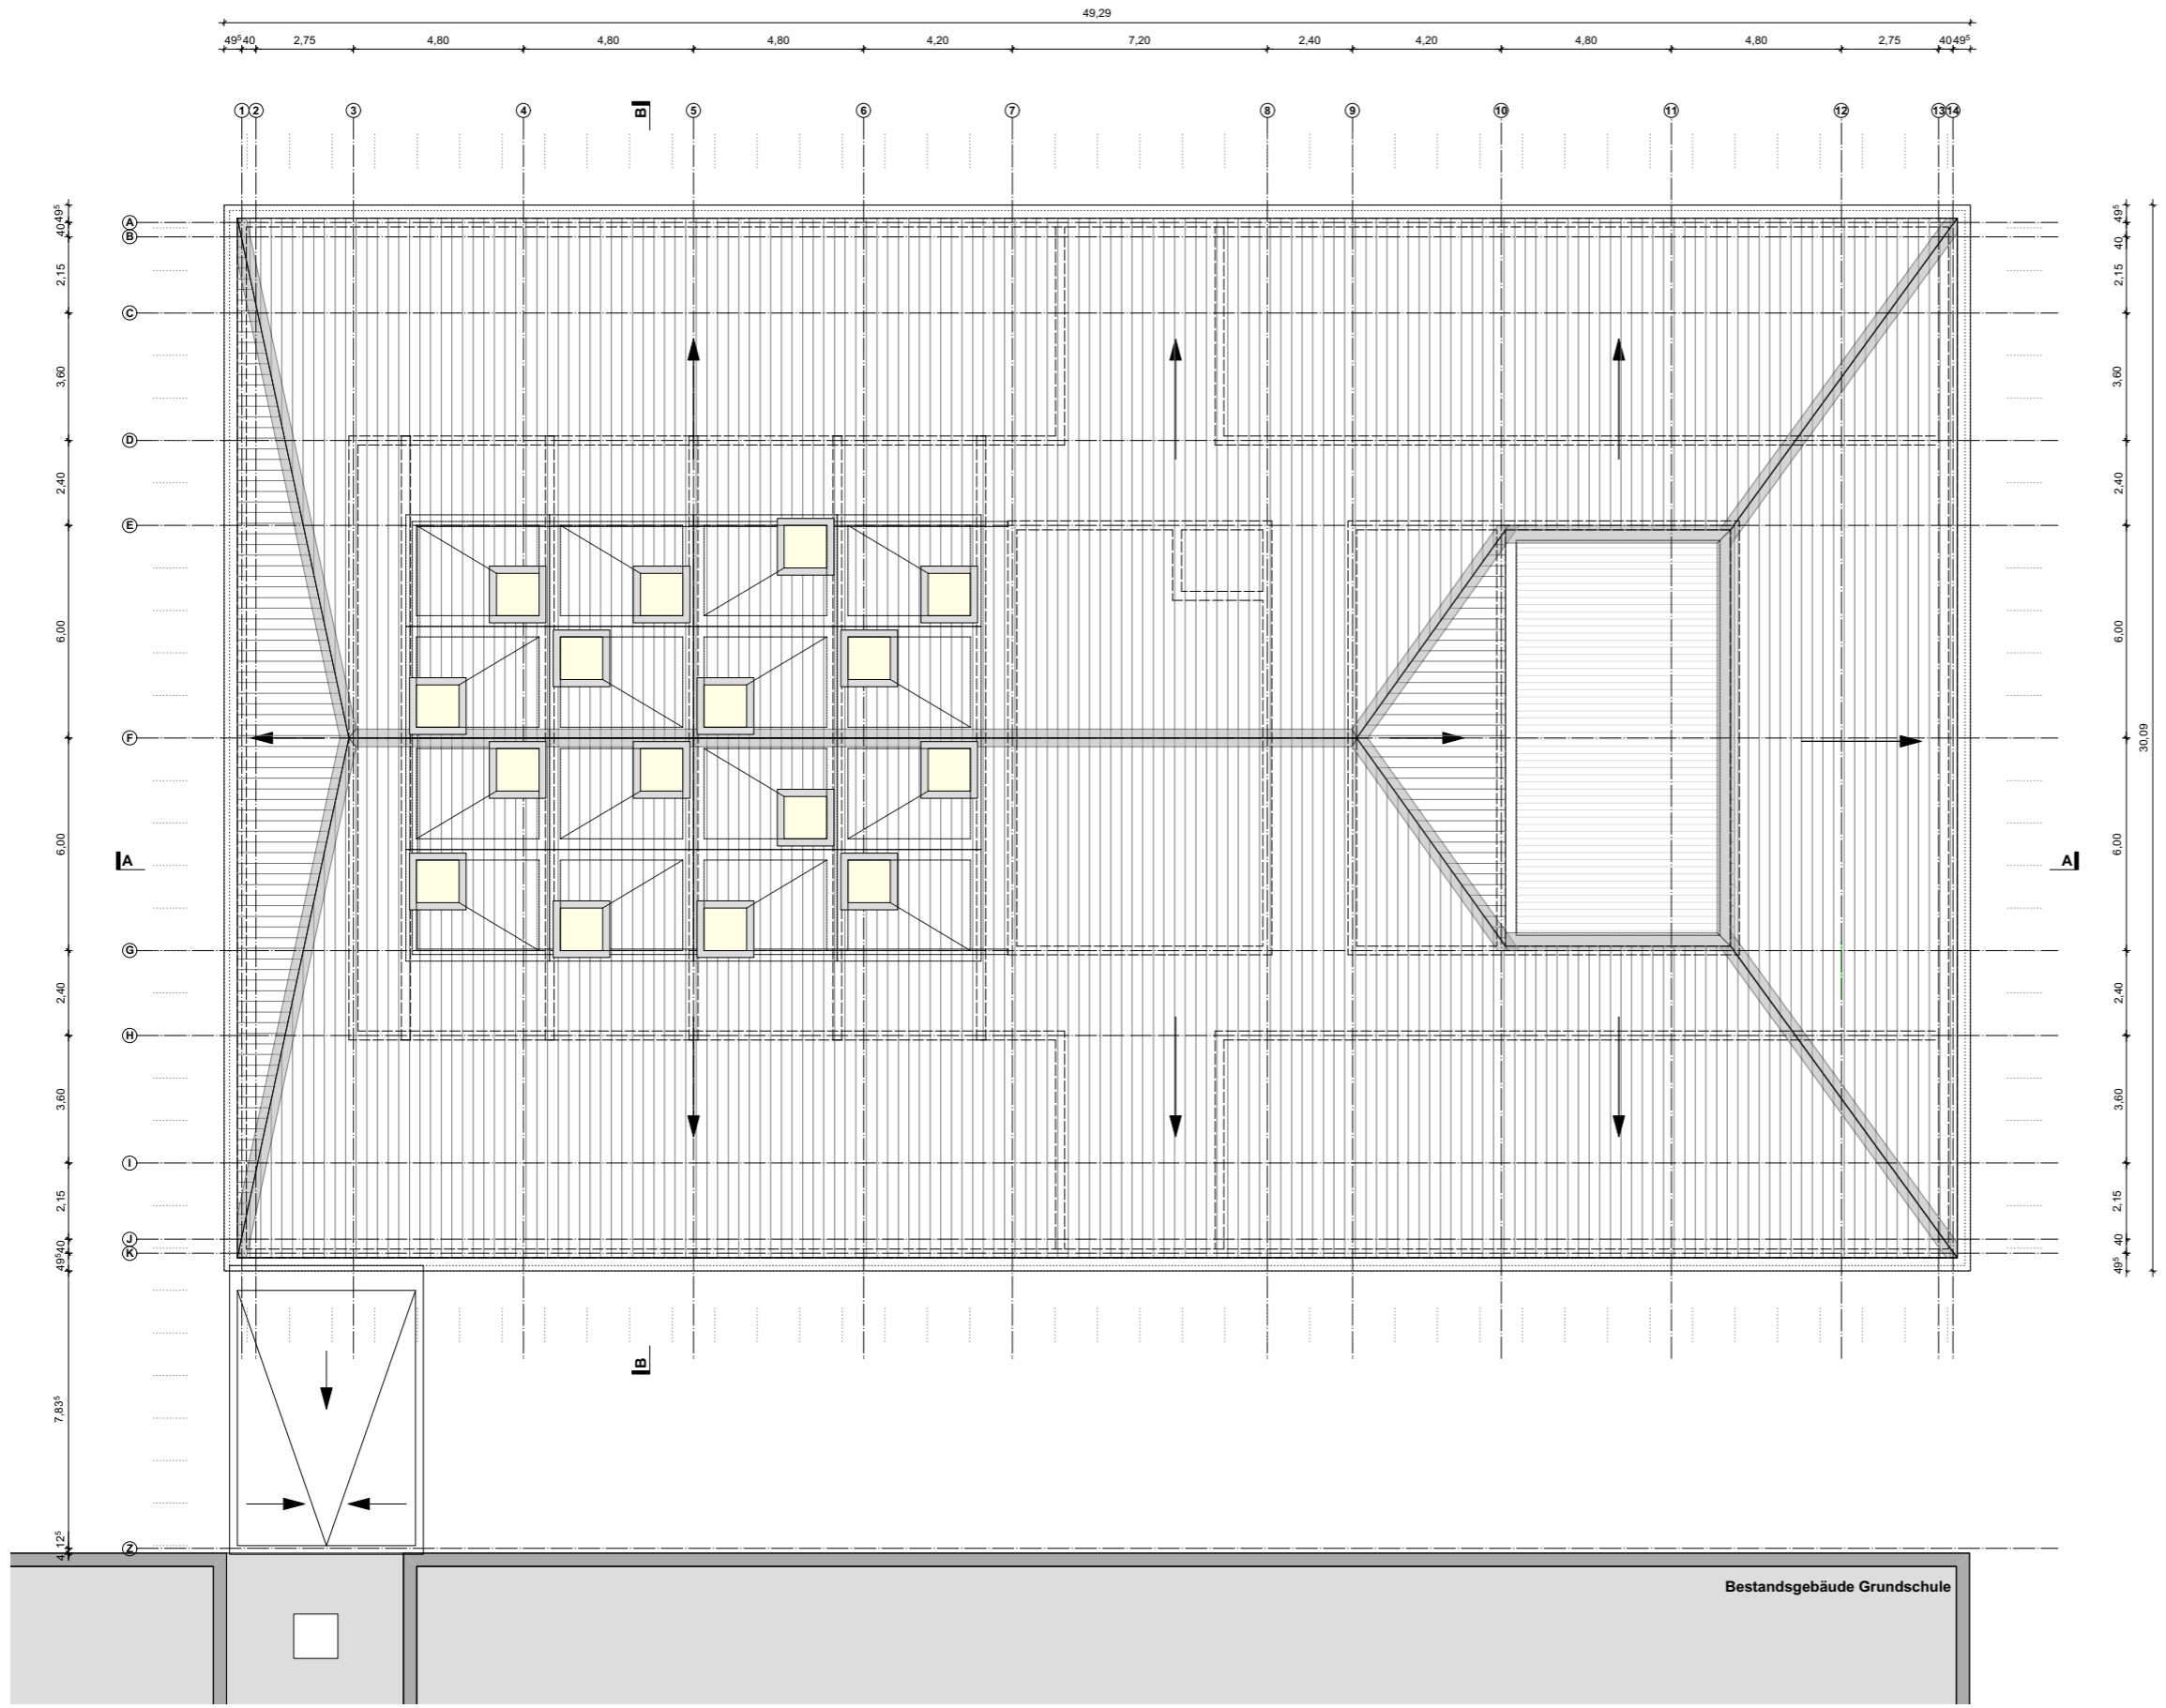 49,29
49⁵ 40 2,75 4,80 4,80 4,80 4,20 7,20 2,40 4,20 4,80 4,80 2,75 40 49⁵
1 2 3 4 B 5 6 7 8 9 10 11 12 13 14
49⁵ A 49⁵
40 B 40
2,15 2,15
C
3,60 3,60
D
2,40 2,40
E
6,00 6,00
F 30,09
6,00 6,00
A A
G
2,40 2,40
H
3,60 3,60
I
2,15 2,15
J
40 K 40
49⁵ 49⁵
B
7,83⁵
Z
4,12⁵
Bestandsgebäude Grundschule